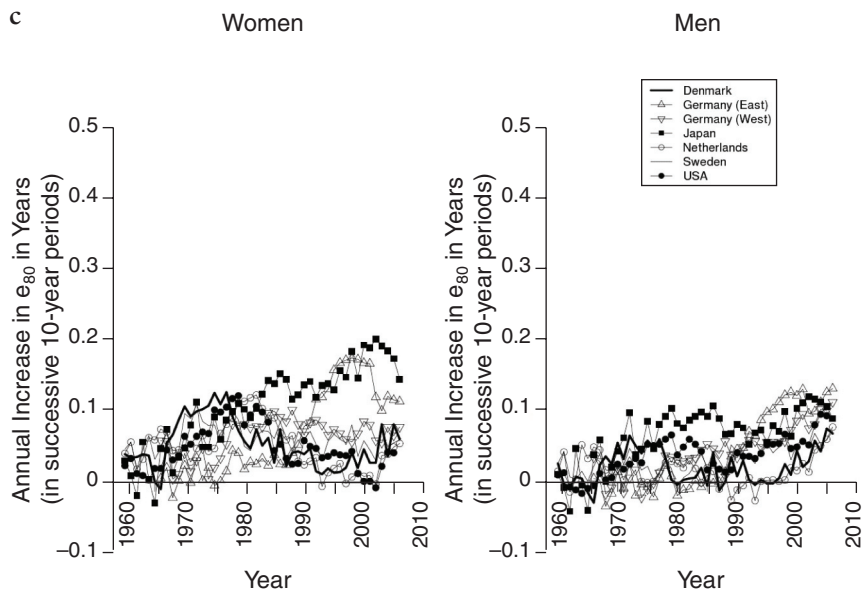 c
Women
Men
Denmark
Germany (East)
Germany (West)
Japan
Netherlands
Sweden
USA
Annual Increase in e80 in Years
(in successive 10-year periods)
0.5
0.4
0.3
0.2
0.1
0
−0.1
1960
1970
1980
1990
2000
2010
Year
Annual Increase in e80 in Years
(in successive 10-year periods)
0.5
0.4
0.3
0.2
0.1
0
−0.1
1960
1970
1980
1990
2000
2010
Year